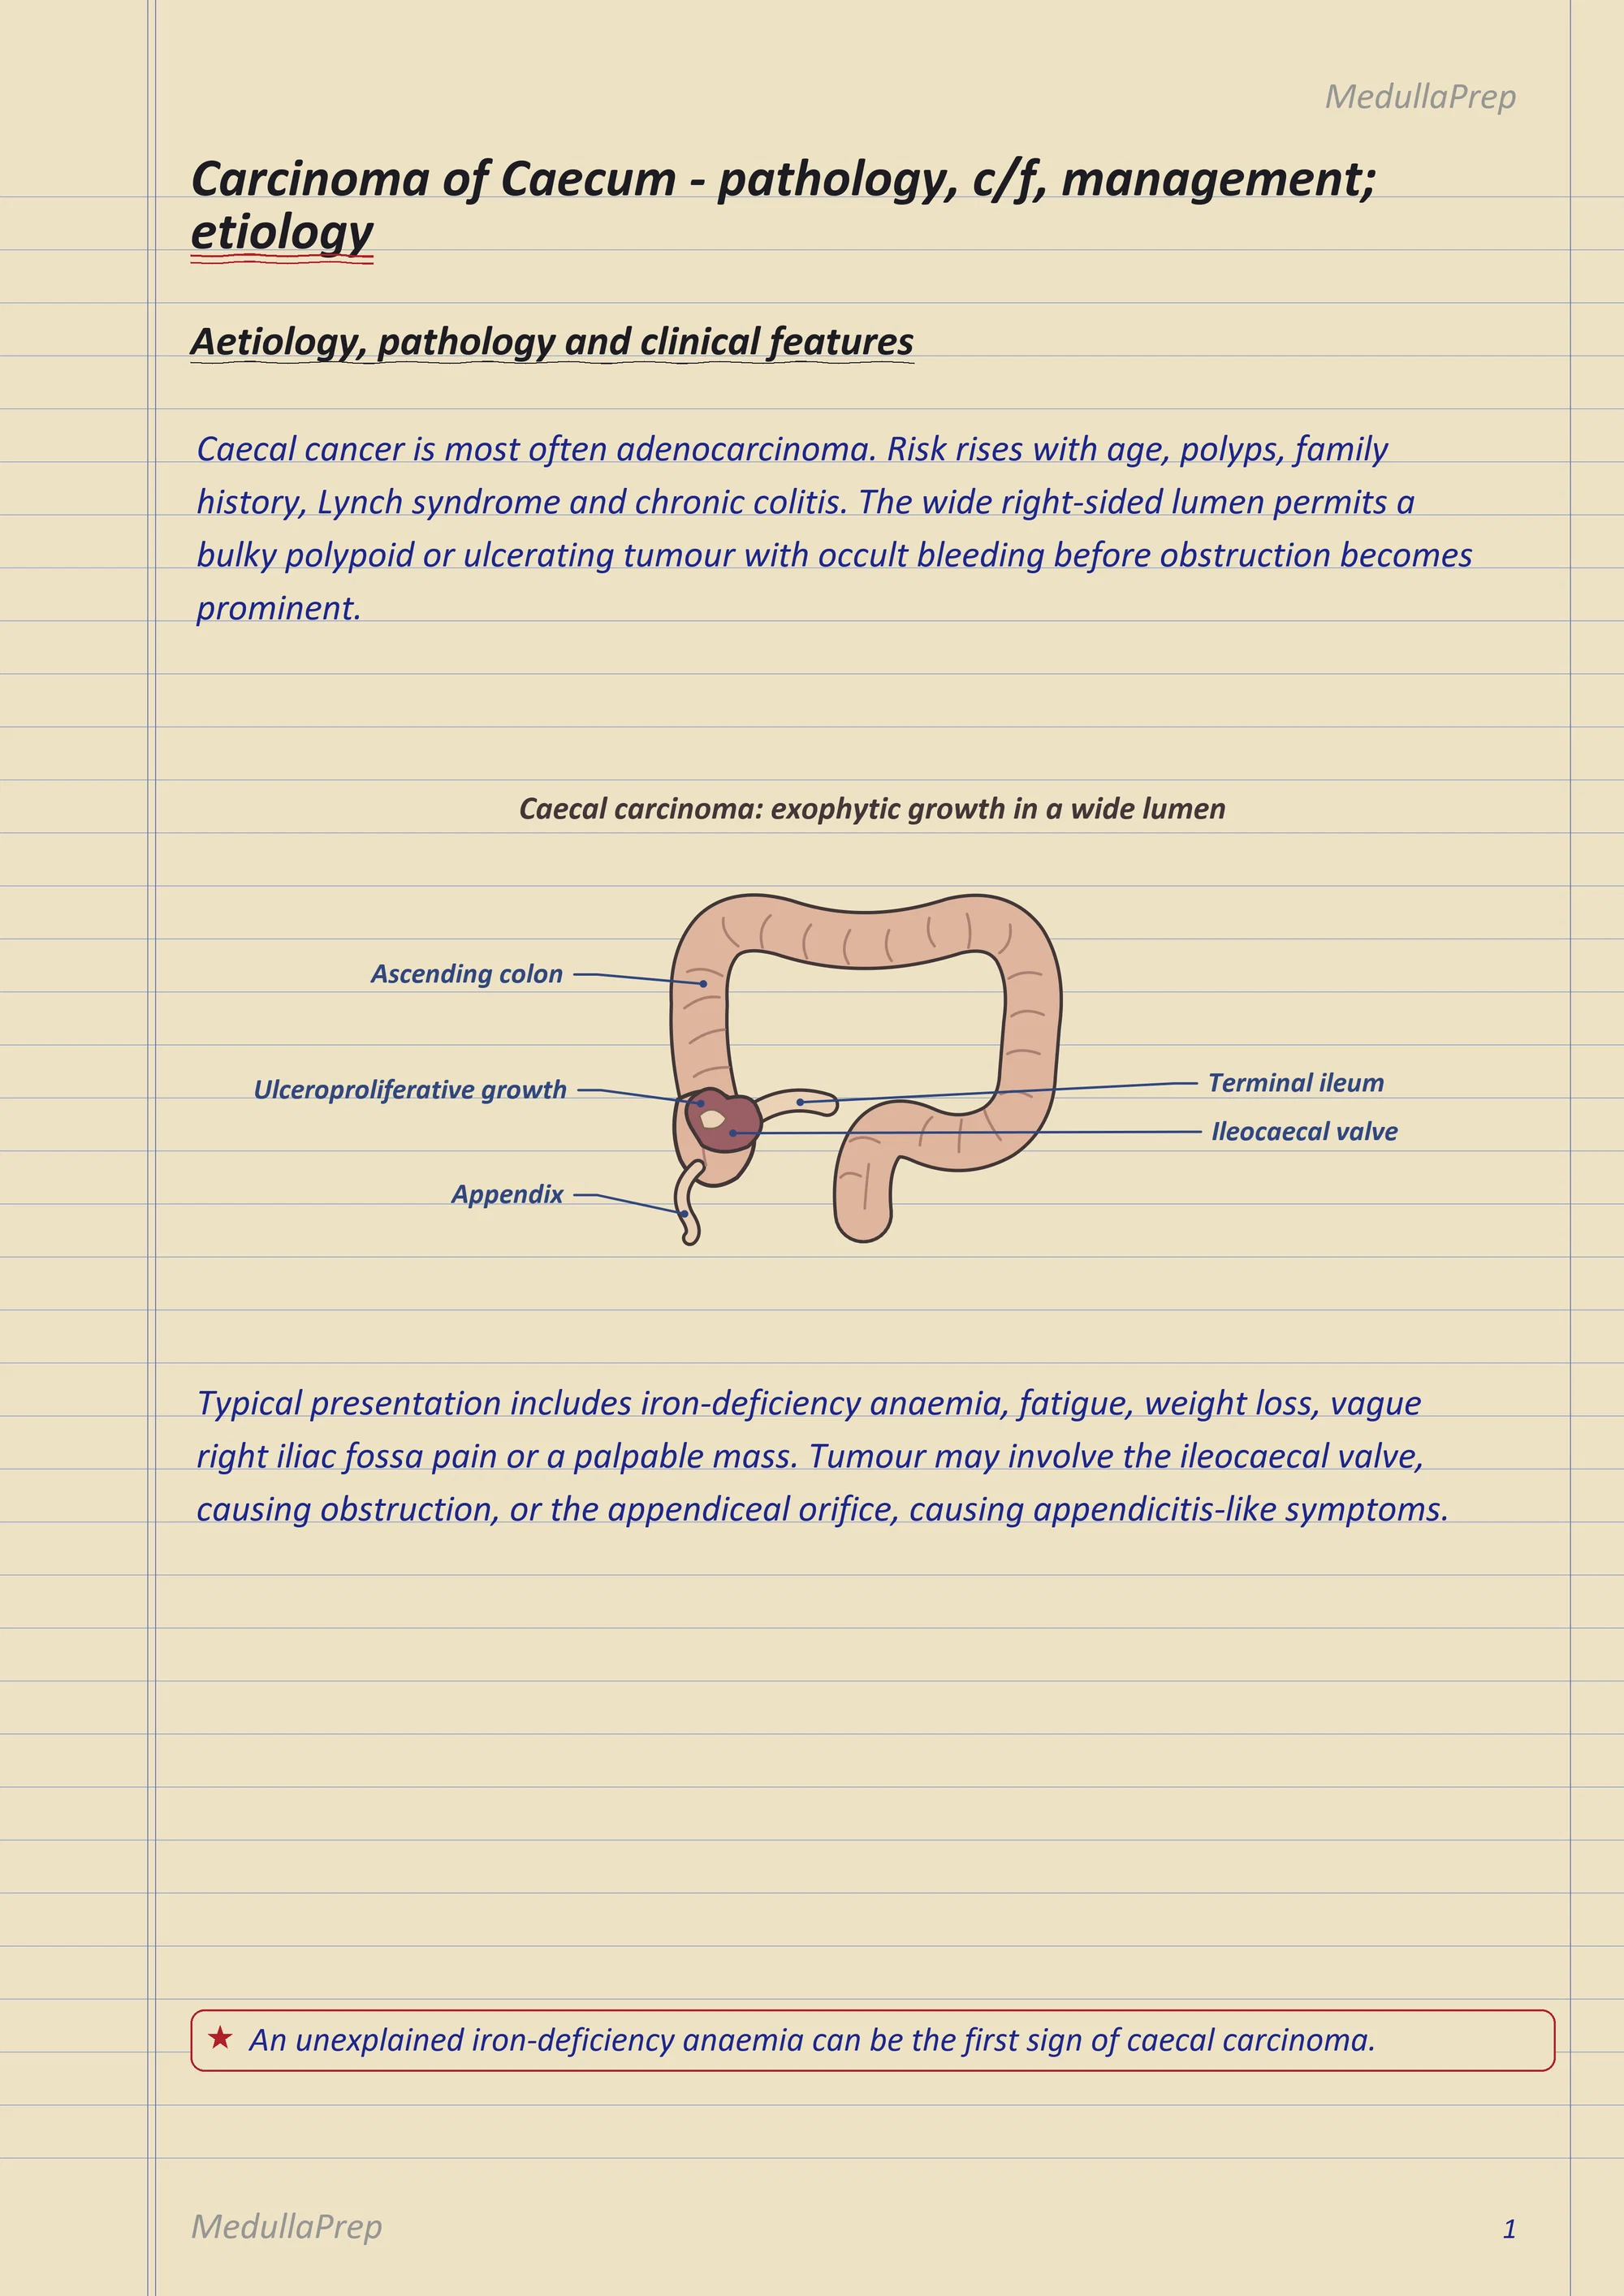 MedullaPrep
Carcinoma of Caecum - pathology, c/f, management;
etiology
Aetiology, pathology and clinical features
Caecal cancer is most often adenocarcinoma. Risk rises with age, polyps, family
history, Lynch syndrome and chronic colitis. The wide right-sided lumen permits a
bulky polypoid or ulcerating tumour with occult bleeding before obstruction becomes
prominent.
Caecal carcinoma: exophytic growth in a wide lumen
Ascending colon
Ulceroproliferative growth
Terminal ileum
Ileocaecal valve
Appendix
Typical presentation includes iron-deficiency anaemia, fatigue, weight loss, vague
right iliac fossa pain or a palpable mass. Tumour may involve the ileocaecal valve,
causing obstruction, or the appendiceal orifice, causing appendicitis-like symptoms.
★ An unexplained iron-deficiency anaemia can be the first sign of caecal carcinoma.
MedullaPrep
1